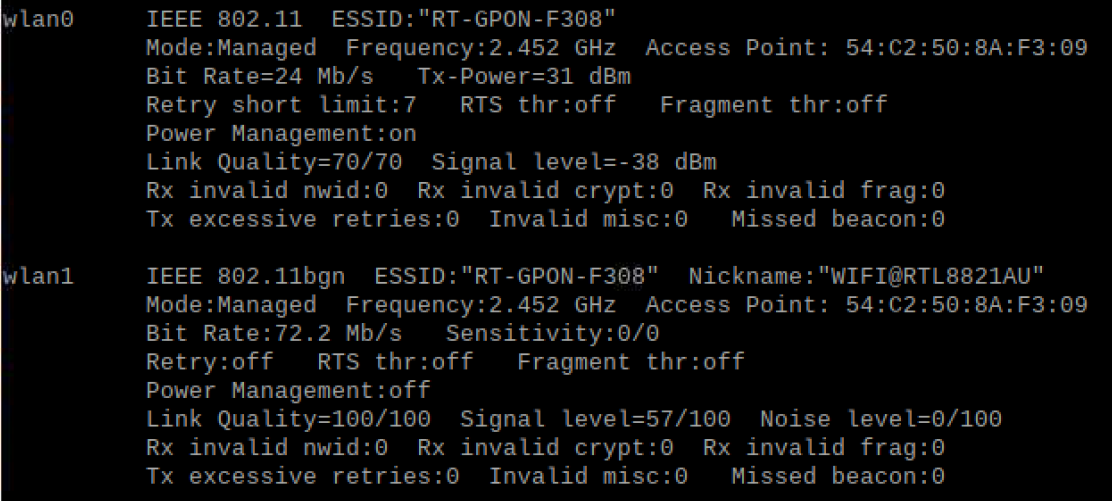 wlan0     IEEE 802.11  ESSID:"RT-GPON-F308"
          Mode:Managed  Frequency:2.452 GHz  Access Point: 54:C2:50:8A:F3:09
          Bit Rate=24 Mb/s   Tx-Power=31 dBm
          Retry short limit:7   RTS thr:off   Fragment thr:off
          Power Management:on
          Link Quality=70/70  Signal level=-38 dBm
          Rx invalid nwid:0  Rx invalid crypt:0  Rx invalid frag:0
          Tx excessive retries:0  Invalid misc:0   Missed beacon:0

wlan1     IEEE 802.11bgn  ESSID:"RT-GPON-F308"  Nickname:"WIFI@RTL8821AU"
          Mode:Managed  Frequency:2.452 GHz  Access Point: 54:C2:50:8A:F3:09
          Bit Rate:72.2 Mb/s   Sensitivity:0/0
          Retry:off   RTS thr:off   Fragment thr:off
          Power Management:off
          Link Quality=100/100  Signal level=57/100  Noise level=0/100
          Rx invalid nwid:0  Rx invalid crypt:0  Rx invalid frag:0
          Tx excessive retries:0  Invalid misc:0   Missed beacon:0